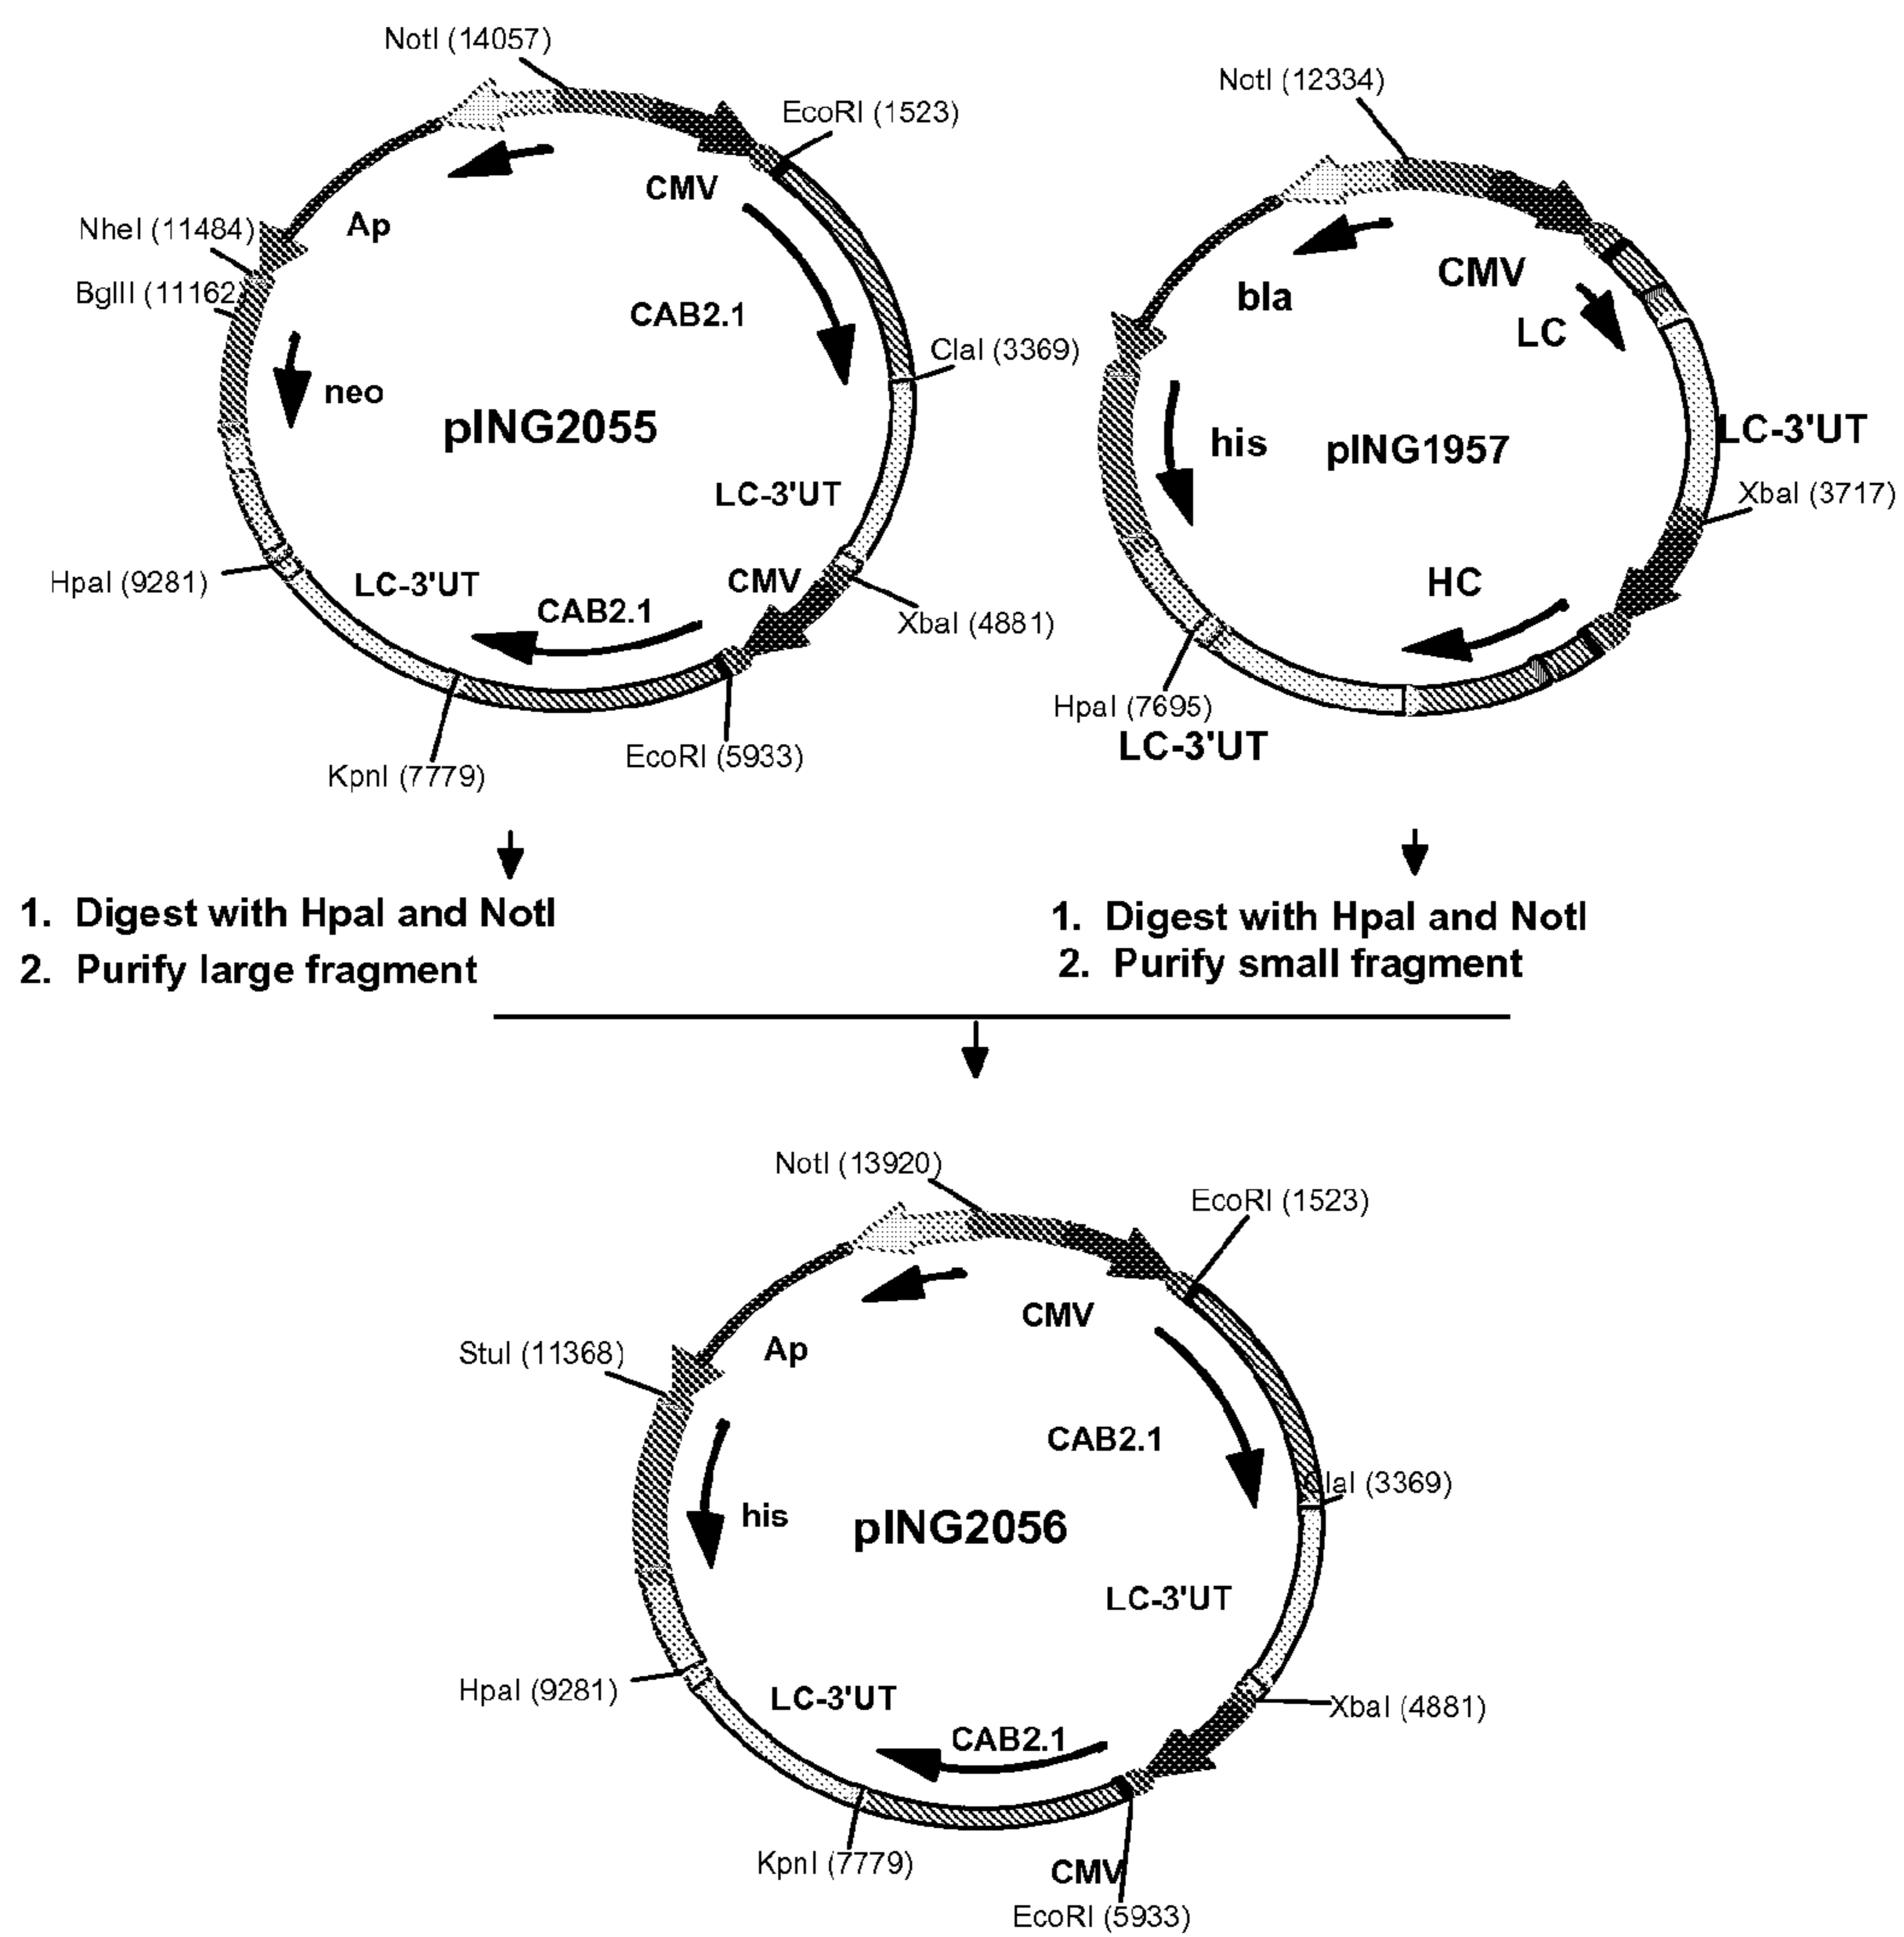 NotI (14057)
EcoRI (1523)
CMV
NheI (11484)
Ap
BglII (11162)
CAB2.1
ClaI (3369)
neo
pING2055
LC-3'UT
HpaI (9281)
LC-3'UT
CMV
CAB2.1
XbaI (4881)
EcoRI (5933)
KpnI (7779)
NotI (12334)
CMV
bla
LC
LC-3'UT
his
pING1957
XbaI (3717)
HC
HpaI (7695)
LC-3'UT
1. Digest with HpaI and NotI
2. Purify large fragment
1. Digest with HpaI and NotI
2. Purify small fragment
NotI (13920)
EcoRI (1523)
CMV
StuI (11368)
Ap
CAB2.1
ClaI (3369)
his
pING2056
LC-3'UT
HpaI (9281)
LC-3'UT
XbaI (4881)
CAB2.1
KpnI (7779)
CMV
EcoRI (5933)